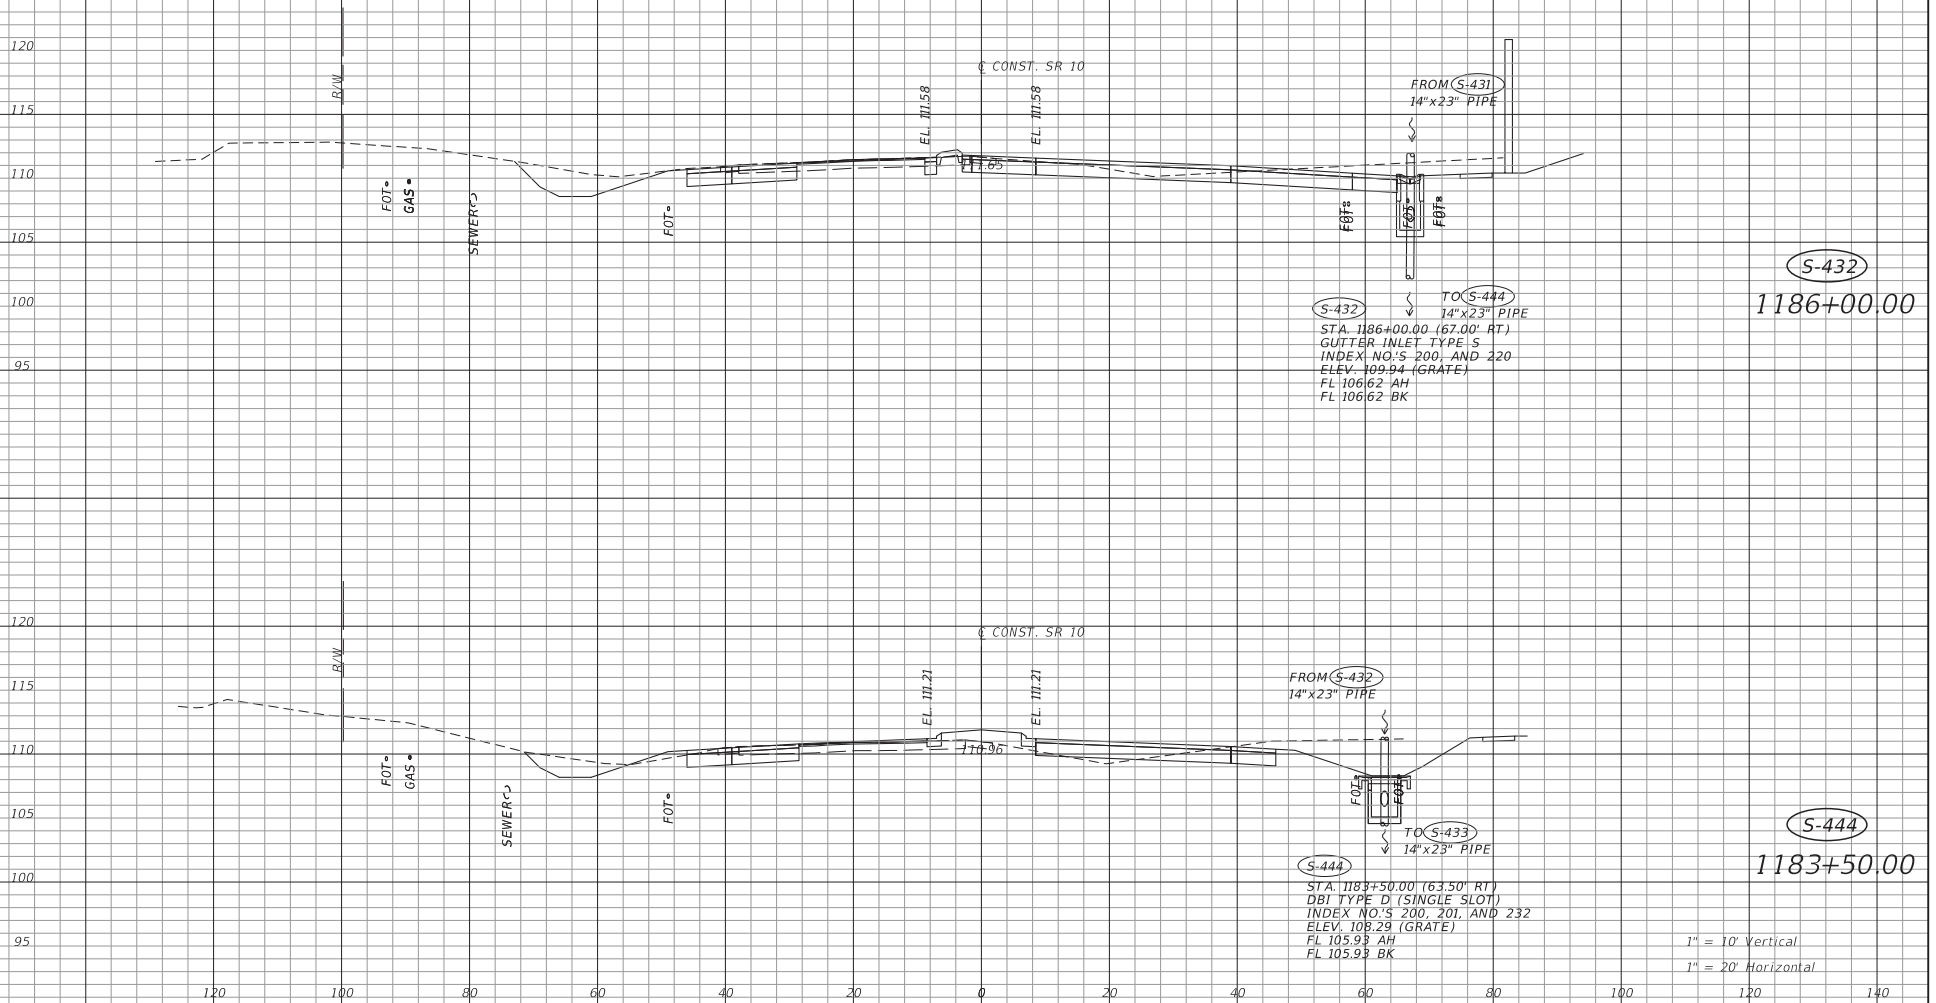 120
115
110
105
100
95
R/W
℄ CONST. SR 10
EL. 111.58
EL. 111.58
FROM S-431
14"x23" PIPE
FOT
GAS
SEWER
FOT
FOT
FOT
FOT
TO S-444
14"x23" PIPE
S-432
STA. 1186+00.00 (67.00' RT)
GUTTER INLET TYPE S
INDEX NO.'S 200, AND 220
ELEV. 109.94 (GRATE)
FL 106.62 AH
FL 106.62 BK
S-432
1186+00.00
120
115
110
105
100
95
R/W
℄ CONST. SR 10
EL. 111.21
EL. 111.21
110.96
FROM S-432
14"x23" PIPE
FOT
GAS
SEWER
FOT
FOT
FOT
TO S-433
14"x23" PIPE
S-444
STA. 1183+50.00 (63.50' RT)
DBI TYPE D (SINGLE SLOT)
INDEX NO.'S 200, 201, AND 232
ELEV. 108.29 (GRATE)
FL 105.93 AH
FL 105.93 BK
S-444
1183+50.00
1" = 10' Vertical
1" = 20' Horizontal
120 100 80 60 40 20 0 20 40 60 80 100 120 140